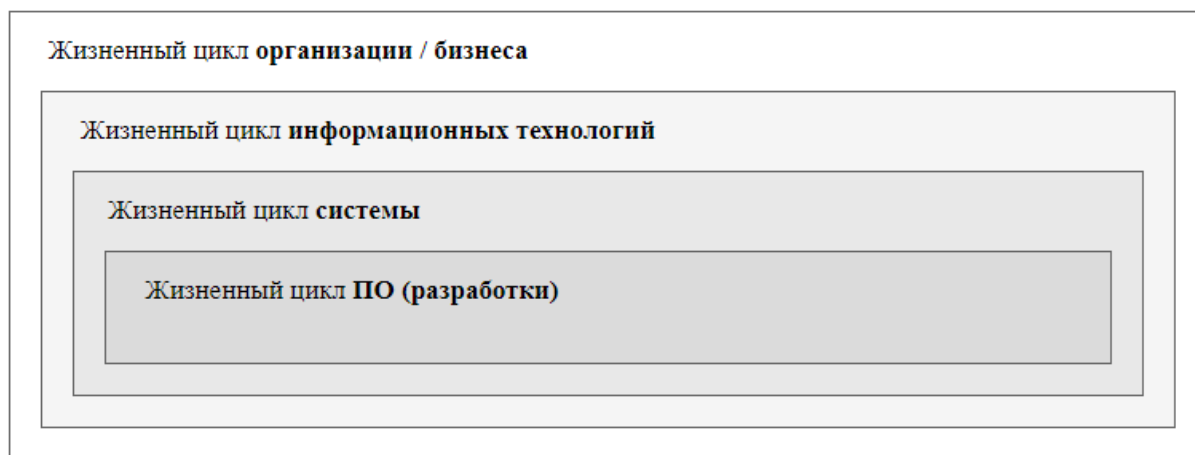 Жизненный цикл организации / бизнеса
Жизненный цикл информационных технологий
Жизненный цикл системы
Жизненный цикл ПО (разработки)